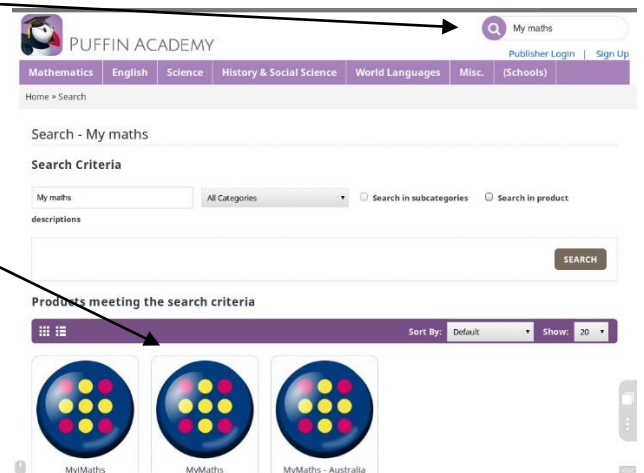 My maths
PUFFIN ACADEMY
Publisher Login | Sign Up
Mathematics English Science History & Social Science World Languages Misc. (Schools)
Home » Search
Search - My maths
Search Criteria
My maths All Categories Search in subcategories Search in product
descriptions
SEARCH
Products meeting the search criteria
Sort By: Default Show: 20
MyiMaths MyMaths MyMaths - Australia